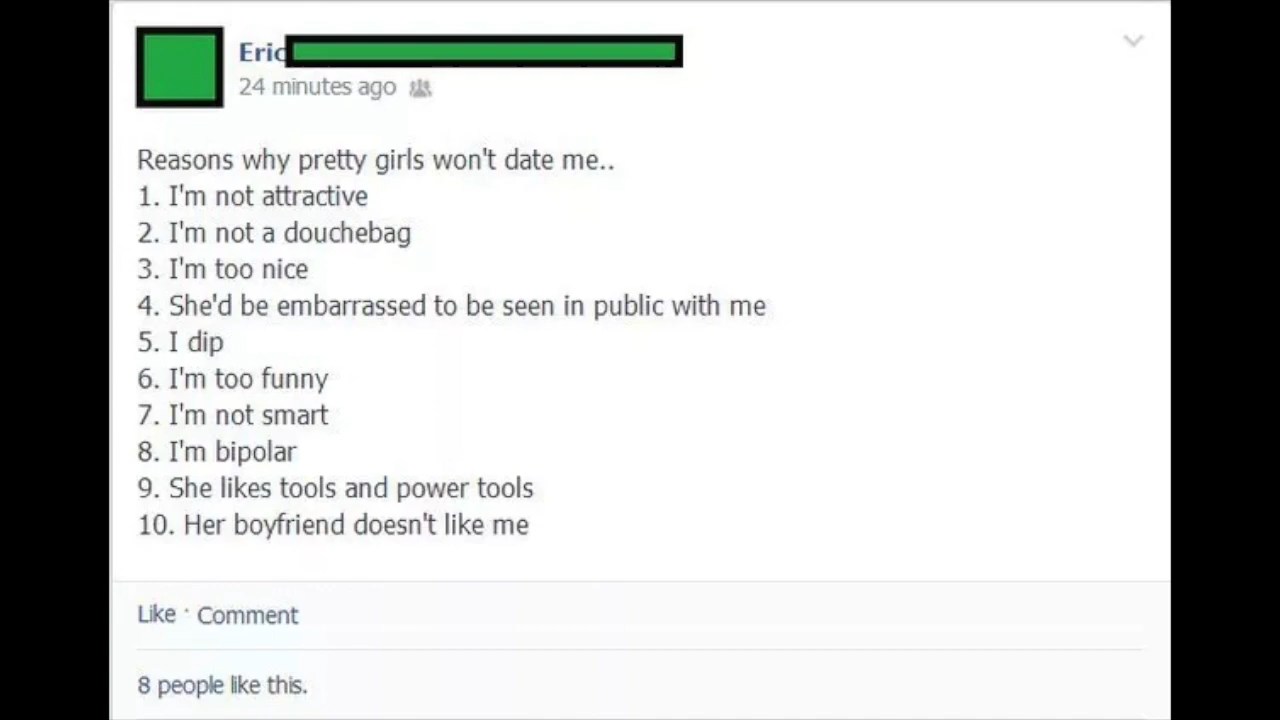 Eric
24 minutes ago
Reasons why pretty girls won't date me..
1. I'm not attractive
2. I'm not a douchebag
3. I'm too nice
4. She'd be embarrassed to be seen in public with me
5. I dip
6. I'm too funny
7. I'm not smart
8. I'm bipolar
9. She likes tools and power tools
10. Her boyfriend doesn't like me
Like · Comment
8 people like this.